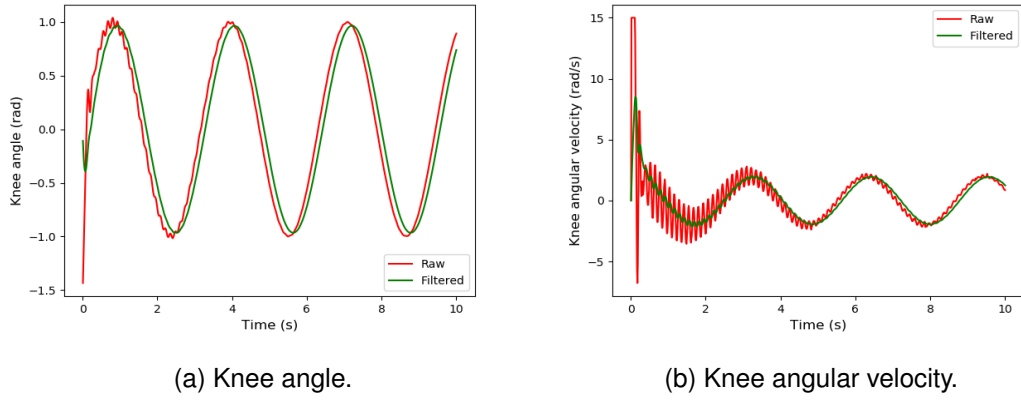 1.0
0.5
0.0
−0.5
−1.0
−1.5
Knee angle (rad)
0
2
4
6
8
10
Time (s)
Raw
Filtered
(a) Knee angle.
15
10
5
0
−5
Knee angular velocity (rad/s)
0
2
4
6
8
10
Time (s)
Raw
Filtered
(b) Knee angular velocity.